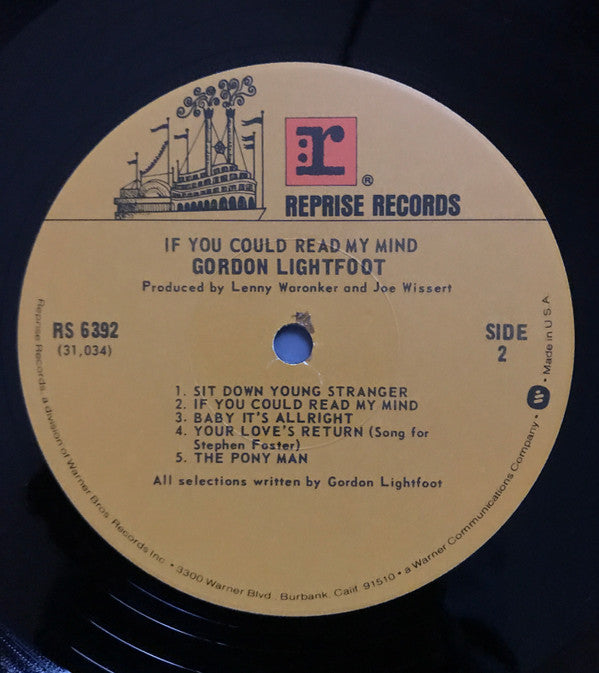 r ®
REPRISE RECORDS
IF YOU COULD READ MY MIND
GORDON LIGHTFOOT
Produced by Lenny Waronker and Joe Wissert
RS 6392
(31,034)
SIDE
2
1. SIT DOWN YOUNG STRANGER
2. IF YOU COULD READ MY MIND
3. BABY IT'S ALLRIGHT
4. YOUR LOVE'S RETURN (Song for
Stephen Foster)
5. THE PONY MAN
All selections written by Gordon Lightfoot
Reprise Records, a division of Warner Bros. Records Inc. • 3300 Warner Blvd., Burbank, Calif. 91510 • a Warner Communications Company • W • Made in U.S.A.